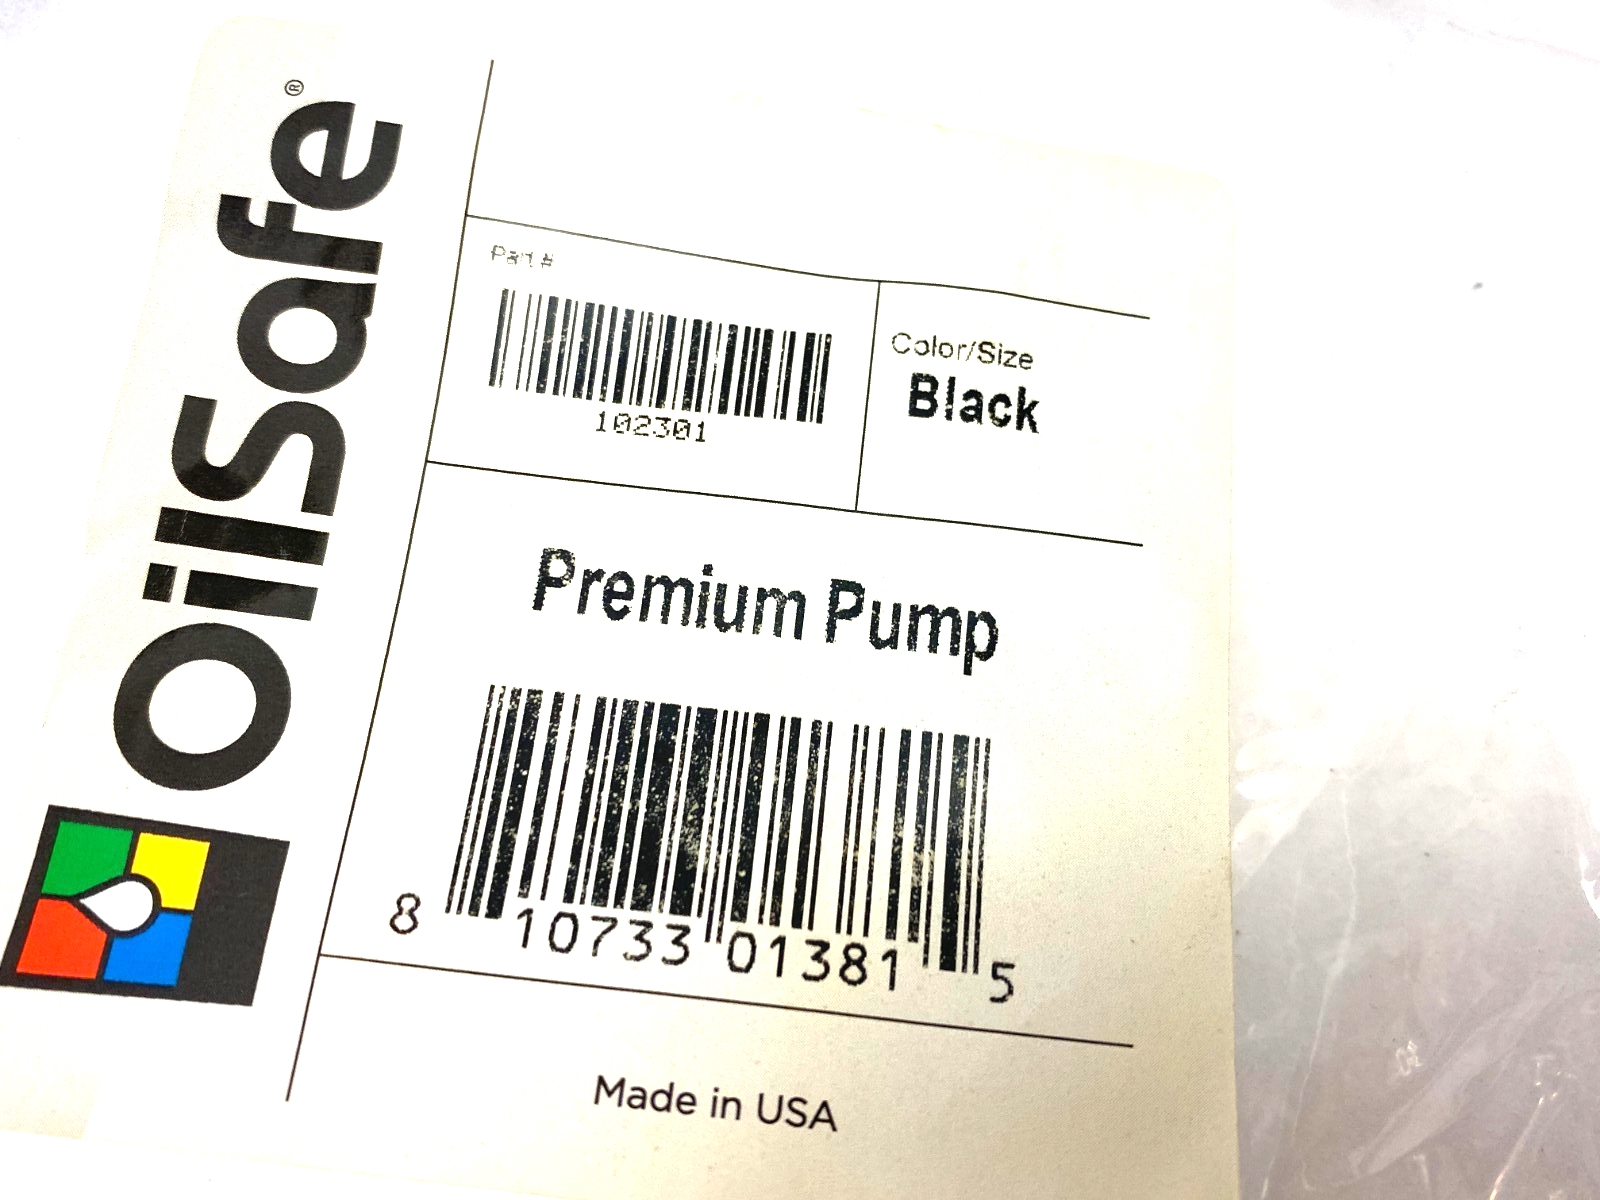 OilSafe®
Part#
102301
Color/Size
Black
Premium Pump
8 10733 01381 5
Made in USA